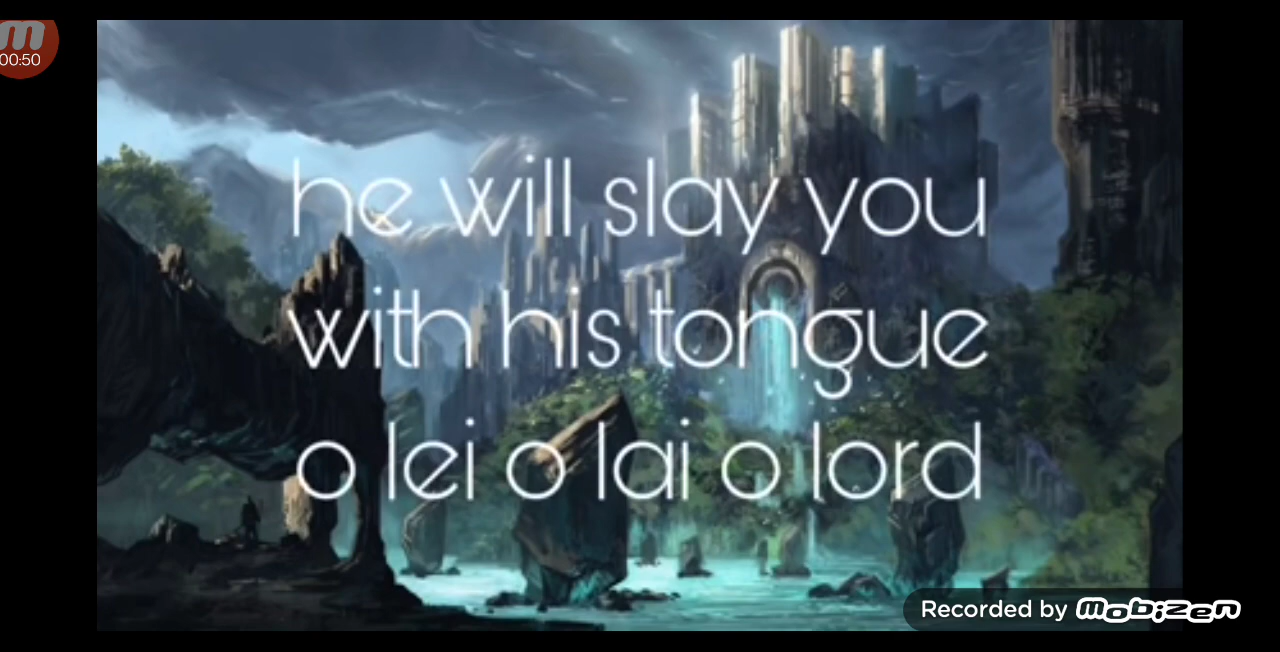 m
00:50
he will slay you
with his tongue
o lei o lai o lord
Recorded by mobizen